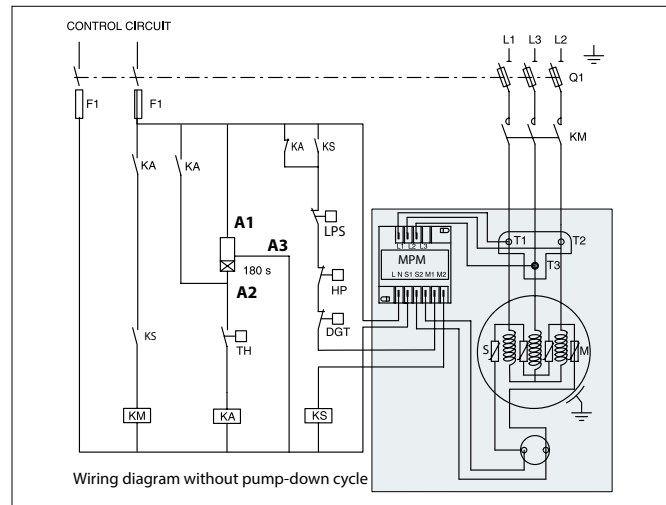 CONTROL CIRCUIT
L1 L3 L2
Q1
F1 F1
KM
KA KA KA KS
A1
A3
LPS
180 s
A2
HP
DGT
TH
KS
KM KA KS
L1 L2 L3
MPM
L N S1 S2 M1 M2
T1 T2
T3
S M
Wiring diagram without pump-down cycle